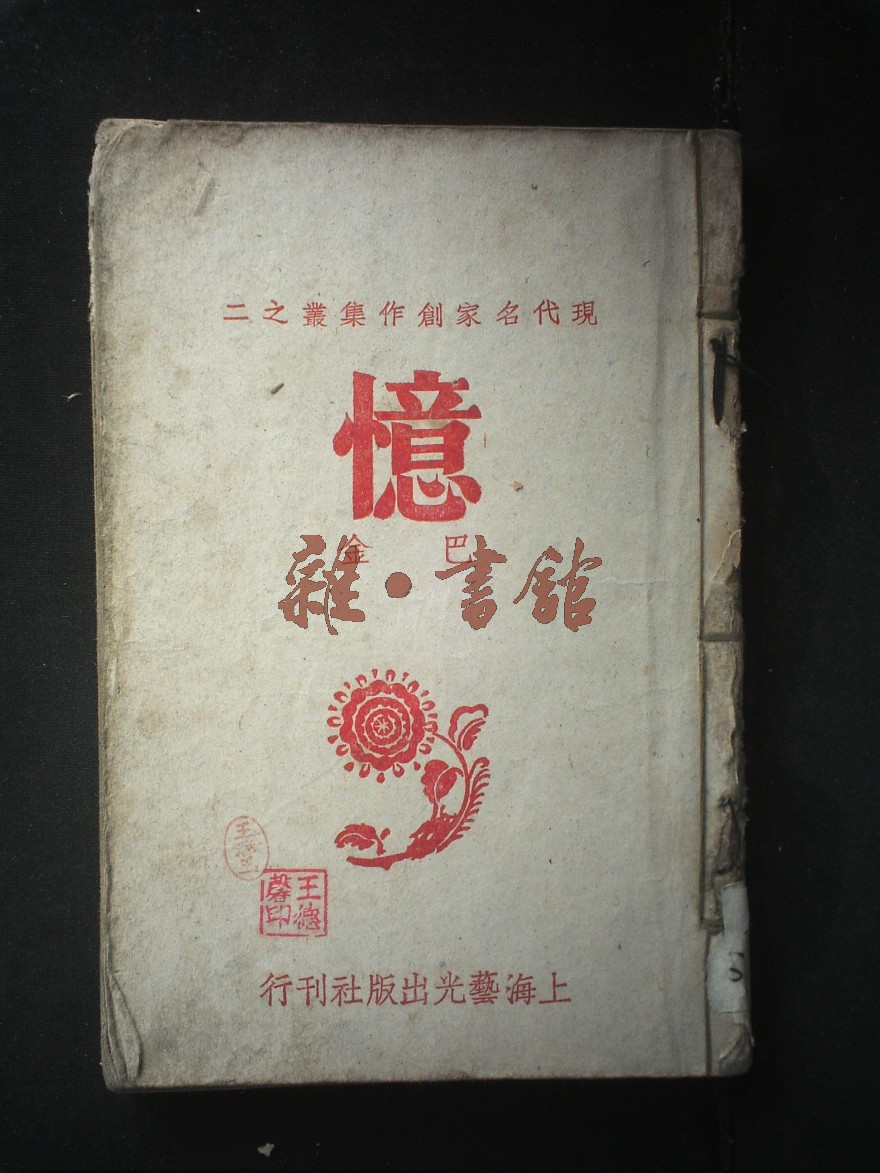 現代名家創作集叢之二
憶
巴金
雜·書館
王德馨印
上海藝光出版社刊行